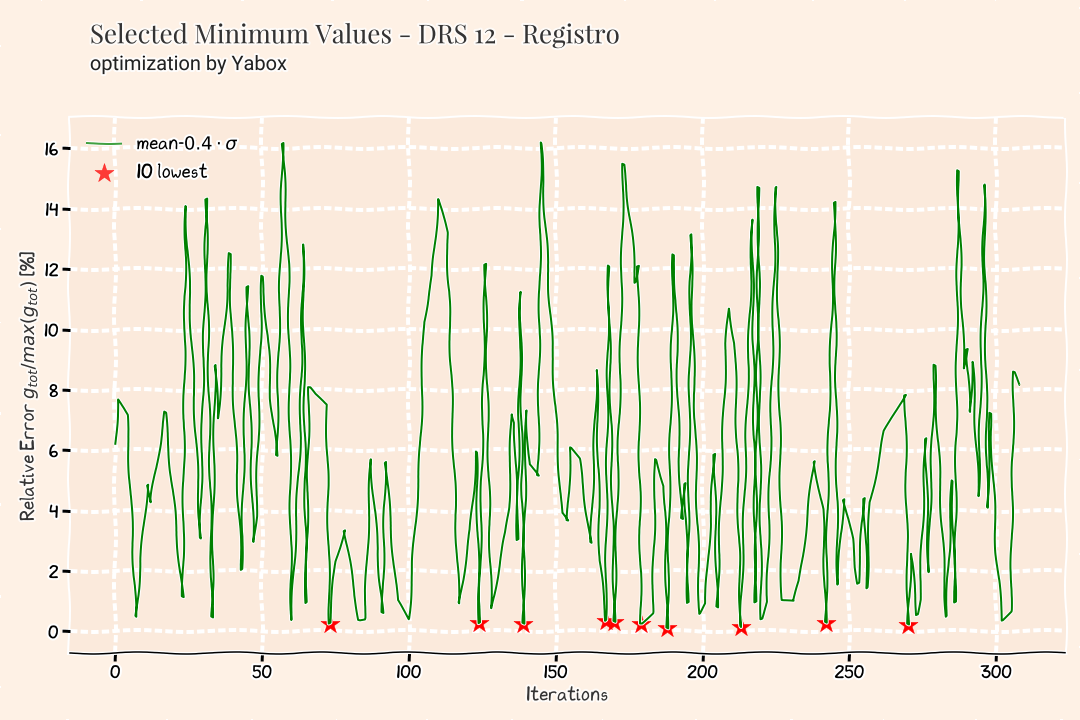 Selected Minimum Values - DRS 12 - Registro
optimization by Yabox
mean-0.4 · σ
10 lowest
Relative Error g_tot/max(g_tot) [%]
16
14
12
10
8
6
4
2
0
0 50 100 150 200 250 300
Iterations